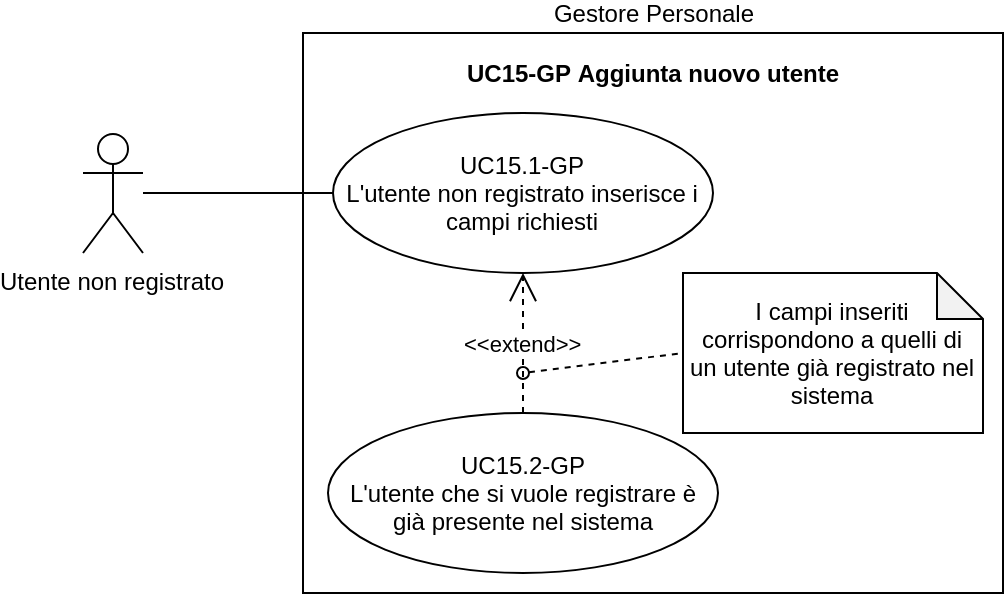 Gestore Personale
UC15-GP Aggiunta nuovo utente
UC15.1-GP
L'utente non registrato inserisce i
campi richiesti
Utente non registrato
<<extend>>
I campi inseriti
corrispondono a quelli di
un utente già registrato nel
sistema
UC15.2-GP
L'utente che si vuole registrare è
già presente nel sistema